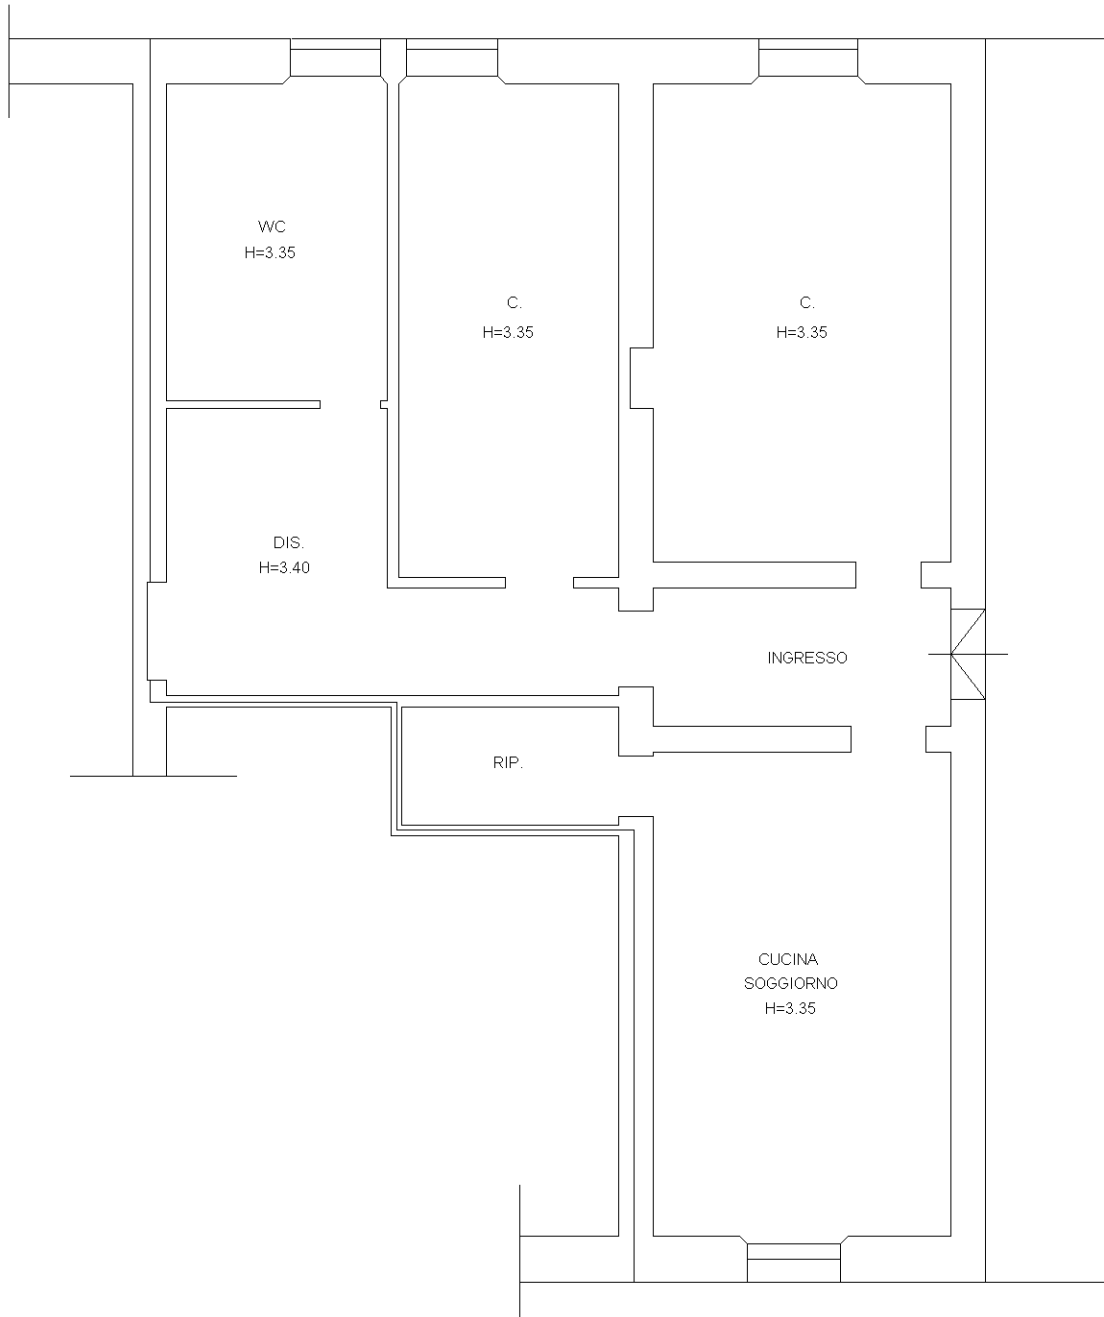 WC
H=3.35
C.
H=3.35
C.
H=3.35
DIS.
H=3.40
INGRESSO
RIP.
CUCINA
SOGGIORNO
H=3.35